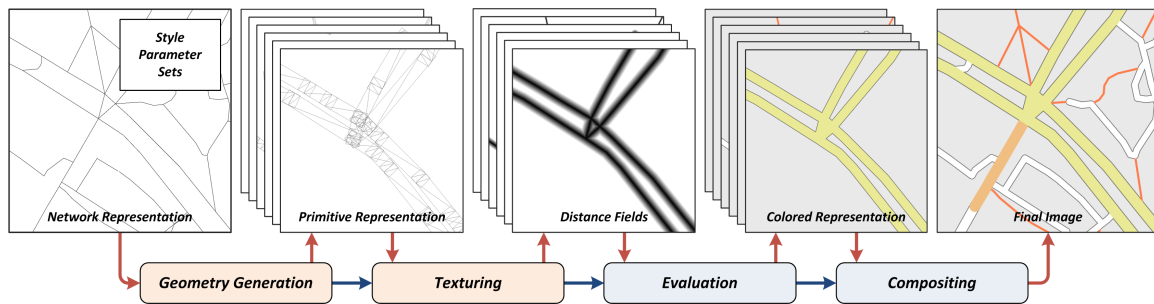 Style
Parameter
Sets
Network Representation
Primitive Representation
Distance Fields
Colored Representation
Final Image
Geometry Generation
Texturing
Evaluation
Compositing